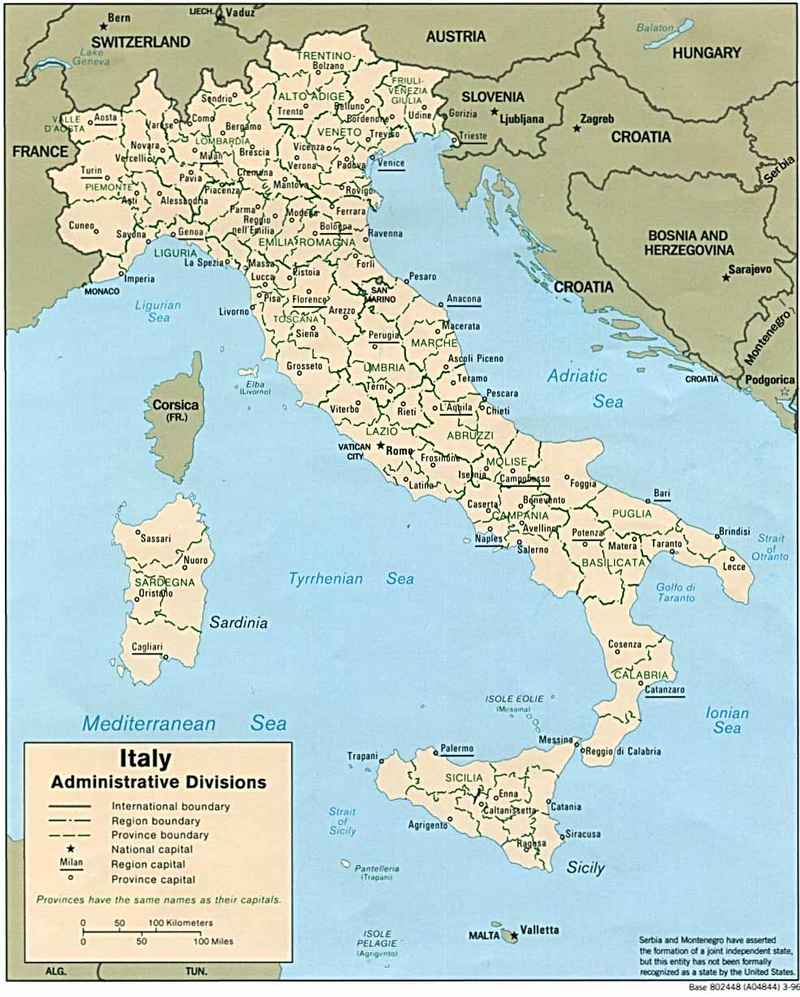 Bern
LIECH.
Vaduz
SWITZERLAND
AUSTRIA
Balaton
HUNGARY
Lake
Geneva
TRENTINO-
Bolzano
ALTO ADIGE
FRIULI-
VENEZIA
GIULIA
SLOVENIA
Ljubljana
Zagreb
CROATIA
Serbia
FRANCE
VALLE
D'AOSTA
Aosta
Sondrio
Varese
Como
Trento
Belluno
Bordenone
Udine
Gorizia
Trieste
Novara
Vercelli
Bergamo
LOMBARDIA
Milan
Brescia
VENETO
Vicenza
Treviso
Verona
Padova
Venice
Turin
PIEMONTE
Asti
Pavia
Cremona
Piacenza
Mantova
Rovigo
Alessandria
Cuneo
Savona
Genoa
Parma
Reggio
nell'Emilia
Modena
Ferrara
Bologna
EMILIA-ROMAGNA
Ravenna
LIGURIA
La Spezia
Massa
Forli
BOSNIA AND
HERZEGOVINA
Sarajevo
MONACO
Imperia
Lucca
Pistoia
Pisa
Florence
SAN
MARINO
Pesaro
CROATIA
Ligurian
Sea
Livorno
TOSCANA
Arezzo
Siena
Anacona
Macerata
MARCHE
Perugia
UMBRIA
Ascoli Piceno
Teramo
Grosseto
Terni
Adriatic
Sea
CROATIA
Montenegro
Podgorica
Elba
(Livorno)
Corsica
(FR.)
Viterbo
Rieti
L'Aquila
Pescara
Chieti
LAZIO
ABRUZZI
VATICAN
CITY
Rome
Frosinone
MOLISE
Isernia
Campobasso
Latina
Foggia
Caserta
Benevento
CAMPANIA
Avellino
Naples
Salerno
PUGLIA
Bari
Potenza
Matera
BASILICATA
Taranto
Brindisi
Lecce
Strait
of
Otranto
Golfo di
Taranto
Sassari
Nuoro
SARDEGNA
Oristano
Sardinia
Cagliari
Tyrrhenian Sea
Cosenza
CALABRIA
Catanzaro
Mediterranean Sea
ISOLE EOLIE
(Messina)
Ionian
Sea
Messina
Reggio di Calabria
Trapani
Palermo
SICILIA
Enna
Caltanissetta
Catania
Agrigento
Siracusa
Ragusa
Sicily
Strait
of
Sicily
Pantelleria
(Trapani)
ISOLE
PELAGIE
(Agrigento)
MALTA
Valletta
Italy
Administrative Divisions
International boundary
Region boundary
Province boundary
National capital
Milan
Region capital
Province capital
Provinces have the same names as their capitals.
0 50 100 Kilometers
0 50 100 Miles
ALG.
TUN.
Serbia and Montenegro have asserted
the formation of a joint independent state,
but this entity has not been formally
recognized as a state by the United States.
Base 802448 (A04844) 3-96